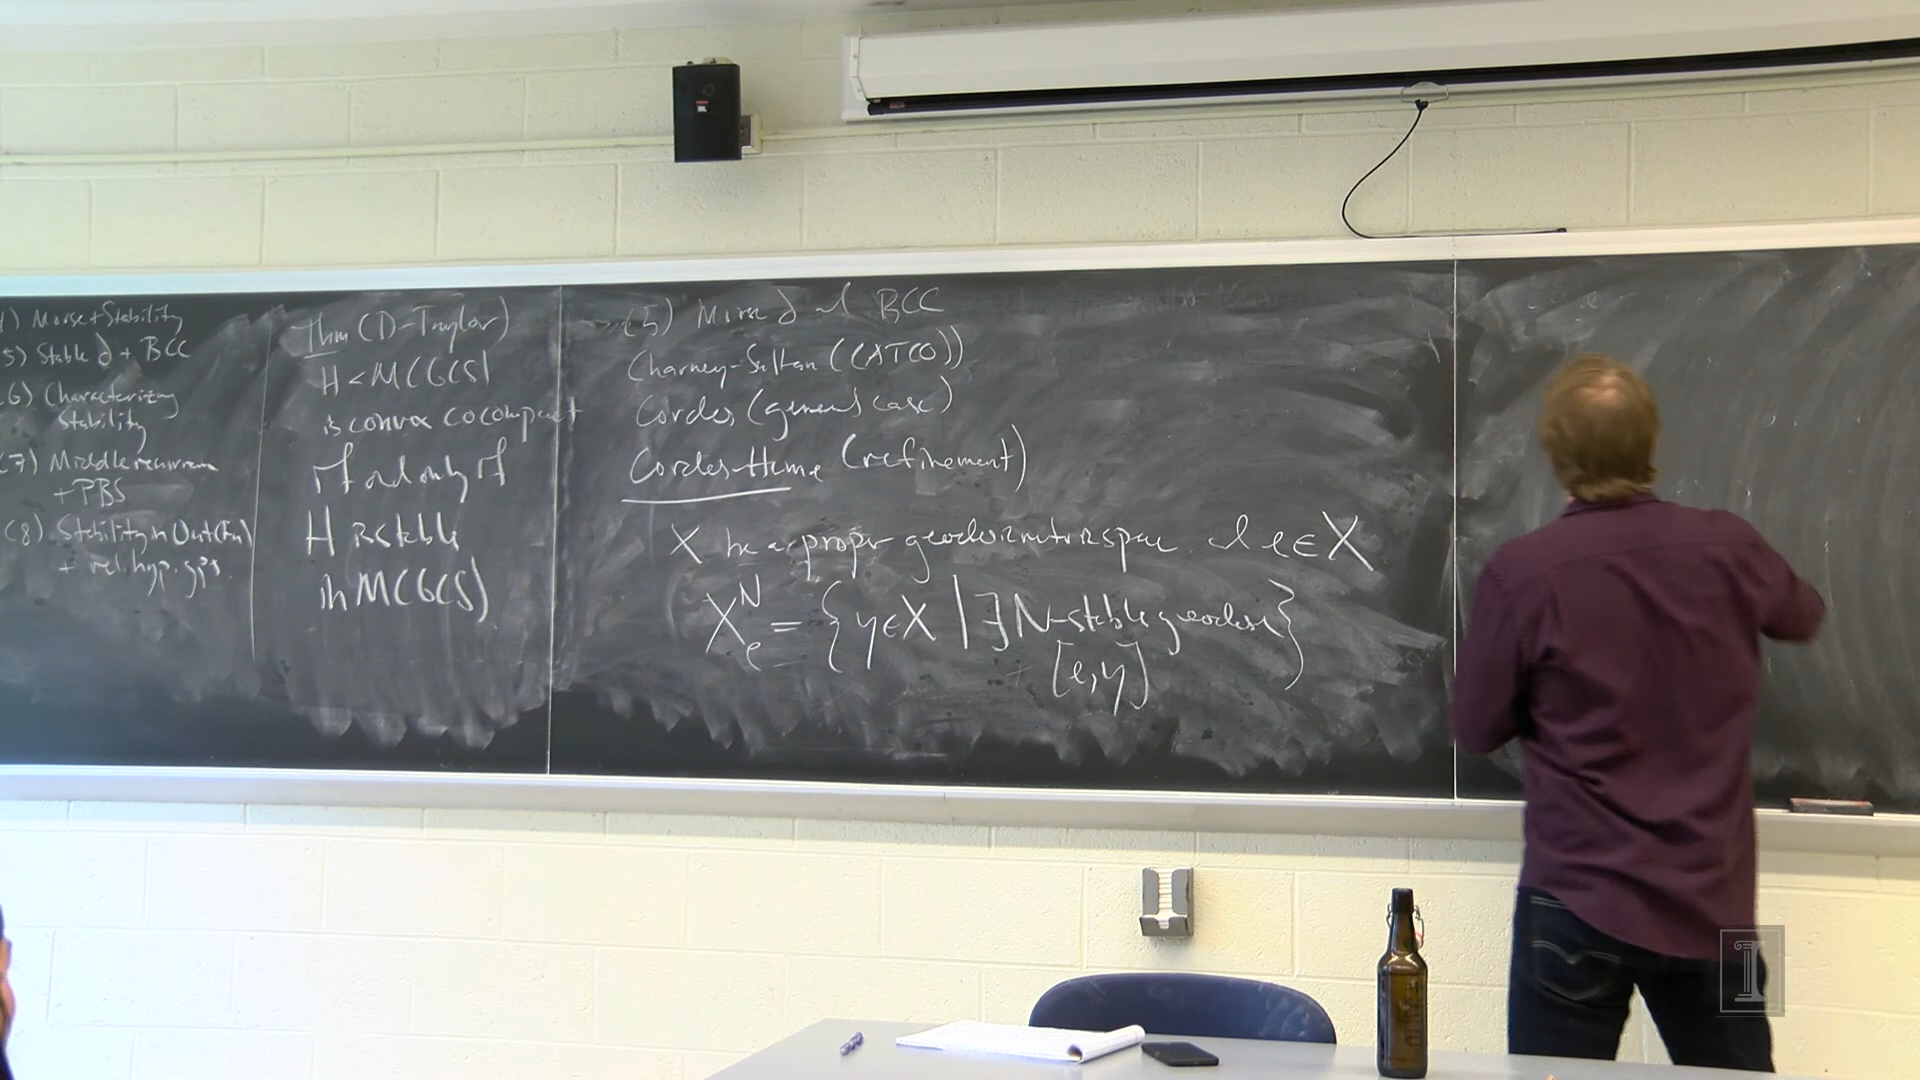 4) Morse + Stability
5) Stable ∂ + BCC
(6) Characterizing
stability
(7) Middle recurrence
+ PBS
(8) Stability in Out(Fn)
+ rel. hyp. gps.
Thm (D-Taylor)
H < MCG(S)
is convex cocompact
if and only if
H is stable
in MCG(S)
(5) Morse ∂ and BCC
Charney-Sultan (CAT(0))
Cordes (general case)
Cordes-Hume (refinement)
X be a proper geodesic metric space and e ∈ X
X_e^N = { y ∈ X | ∃ N-stable geodesic
[e,y] }